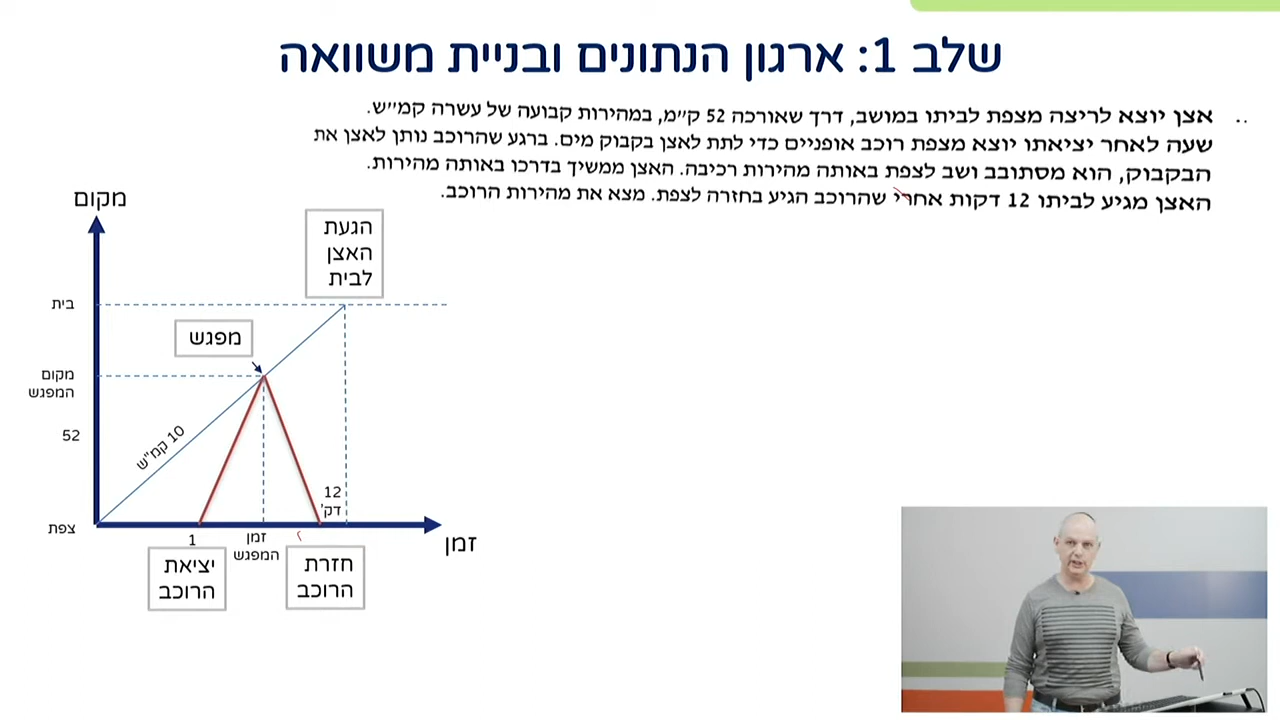 שלב 1: ארגון הנתונים ובניית משוואה
.. אצן יוצא לריצה מצפת לביתו במושב, דרך שאורכה 52 ק״מ, במהירות קבועה של עשרה קמ״ש.
שעה לאחר יציאתו יוצא מצפת רוכב אופניים כדי לתת לאצן בקבוק מים. ברגע שהרוכב נותן לאצן את
הבקבוק, הוא מסתובב ושב לצפת באותה מהירות רכיבה. האצן ממשיך בדרכו באותה מהירות.
האצן מגיע לביתו 12 דקות אחרי שהרוכב הגיע בחזרה לצפת. מצא את מהירות הרוכב.
מקום
הגעת
האצן
לבית
בית
מפגש
מקום
המפגש
52
10 קמ"ש
12
דק'
צפת
1
זמן
המפגש
זמן
יציאת
הרוכב
חזרת
הרוכב